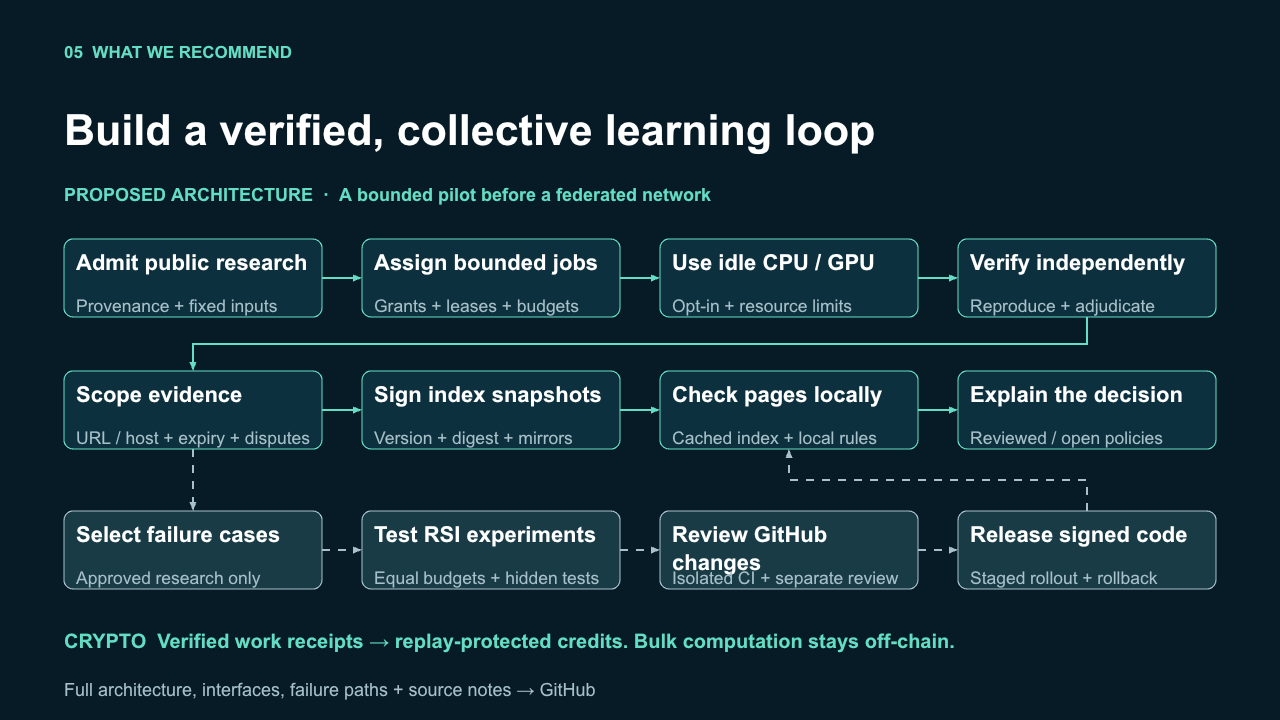 05 WHAT WE RECOMMEND
Build a verified, collective learning loop
PROPOSED ARCHITECTURE · A bounded pilot before a federated network
Admit public research
Provenance + fixed inputs
Assign bounded jobs
Grants + leases + budgets
Use idle CPU / GPU
Opt-in + resource limits
Verify independently
Reproduce + adjudicate
Scope evidence
URL / host + expiry + disputes
Sign index snapshots
Version + digest + mirrors
Check pages locally
Cached index + local rules
Explain the decision
Reviewed / open policies
Select failure cases
Approved research only
Test RSI experiments
Equal budgets + hidden tests
Review GitHub
changes
Isolated CI + separate review
Release signed code
Staged rollout + rollback
CRYPTO Verified work receipts → replay-protected credits. Bulk computation stays off-chain.
Full architecture, interfaces, failure paths + source notes → GitHub